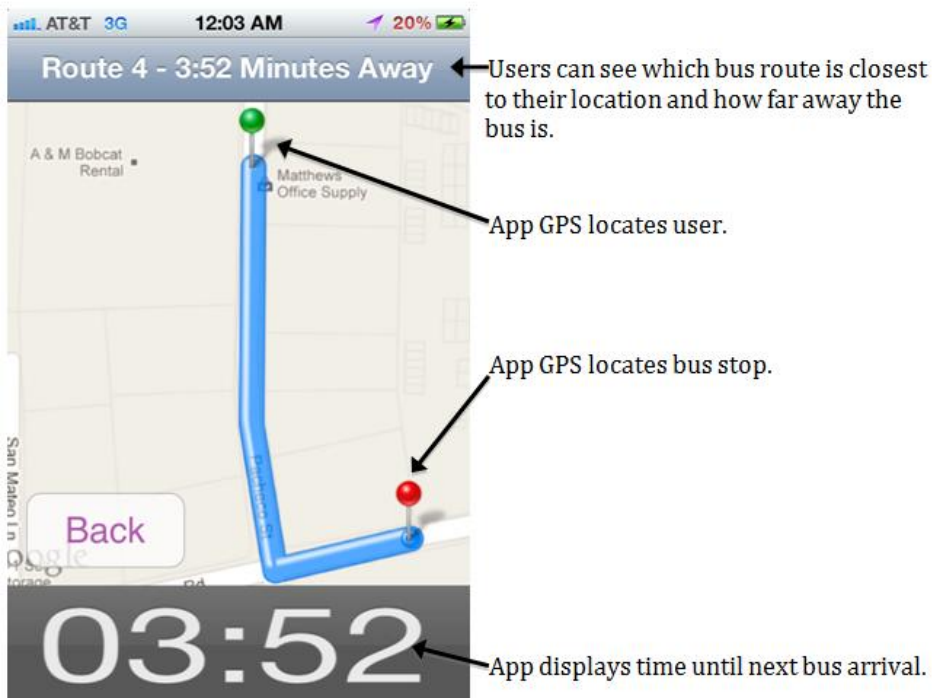 AT&T 3G 12:03 AM 20%
Route 4 - 3:52 Minutes Away
Users can see which bus route is closest
to their location and how far away the
bus is.
A & M Bobcat
Rental
Matthews
Office Supply
App GPS locates user.
App GPS locates bus stop.
San Mateo Ln
Pacheco St
Back
Rd
03:52
App displays time until next bus arrival.